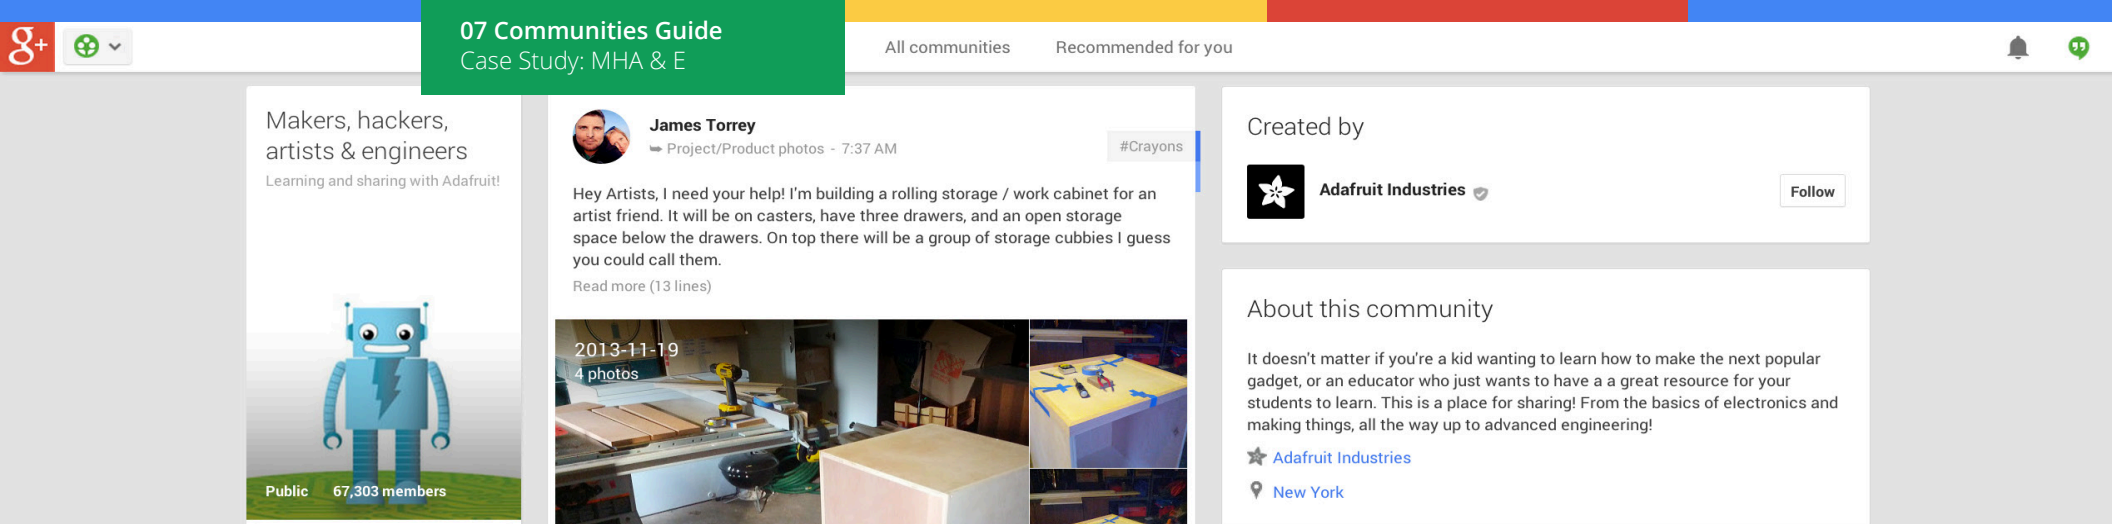 07 Communities Guide
Case Study: MHA & E
g+
All communities
Recommended for you
Makers, hackers,
artists & engineers
Learning and sharing with Adafruit!
Public
67,303 members
James Torrey
Project/Product photos - 7:37 AM
#Crayons
Hey Artists, I need your help! I'm building a rolling storage / work cabinet for an
artist friend. It will be on casters, have three drawers, and an open storage
space below the drawers. On top there will be a group of storage cubbies I guess
you could call them.
Read more (13 lines)
2013-11-19
4 photos
Created by
Adafruit Industries
Follow
About this community
It doesn't matter if you're a kid wanting to learn how to make the next popular
gadget, or an educator who just wants to have a a great resource for your
students to learn. This is a place for sharing! From the basics of electronics and
making things, all the way up to advanced engineering!
Adafruit Industries
New York